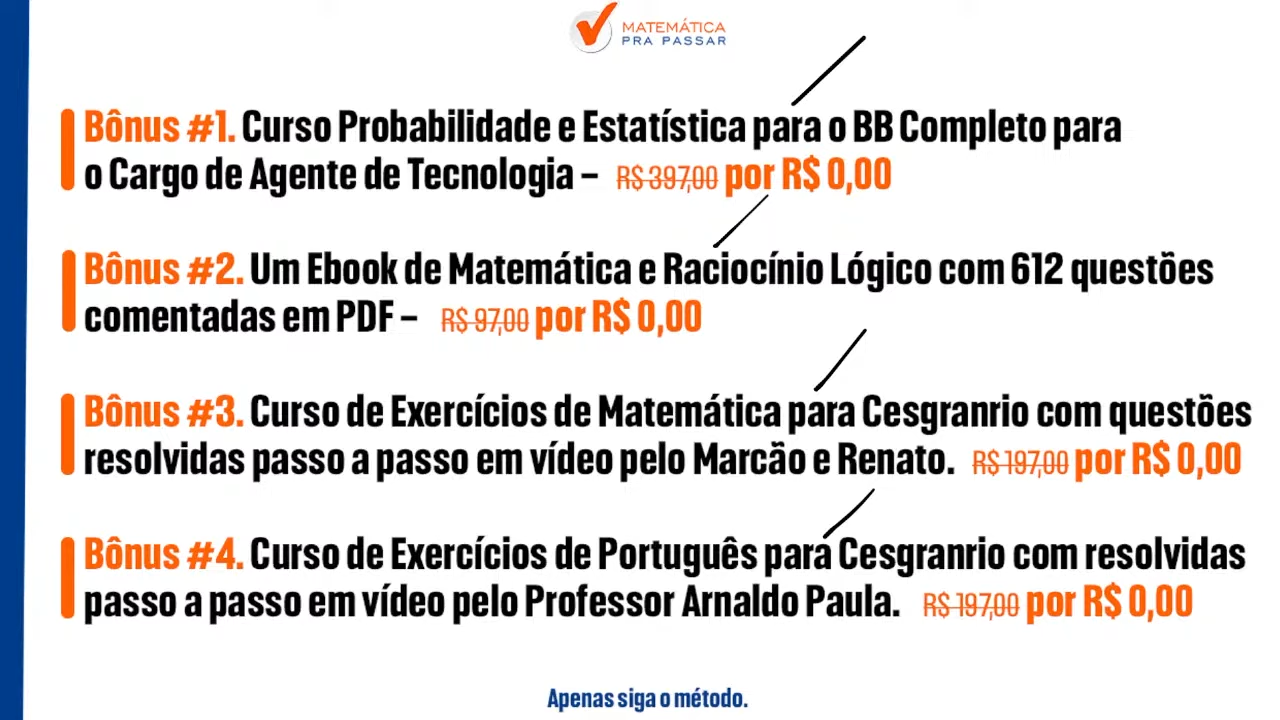 MATEMÁTICA
PRA PASSAR
Bônus #1. Curso Probabilidade e Estatística para o BB Completo para
o Cargo de Agente de Tecnologia – R$ 397,00 por R$ 0,00
Bônus #2. Um Ebook de Matemática e Raciocínio Lógico com 612 questões
comentadas em PDF – R$ 97,00 por R$ 0,00
Bônus #3. Curso de Exercícios de Matemática para Cesgranrio com questões
resolvidas passo a passo em vídeo pelo Marcão e Renato. R$ 197,00 por R$ 0,00
Bônus #4. Curso de Exercícios de Português para Cesgranrio com resolvidas
passo a passo em vídeo pelo Professor Arnaldo Paula. R$ 197,00 por R$ 0,00
Apenas siga o método.